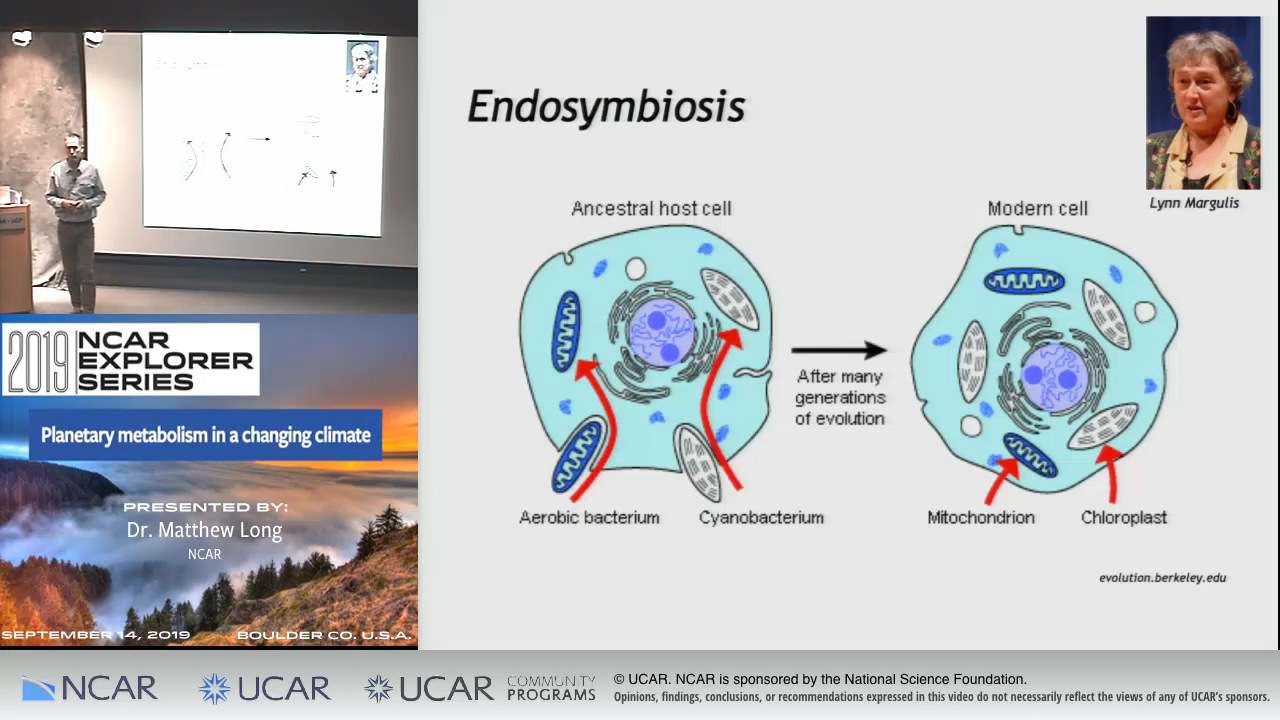 Endosymbiosis
Lynn Margulis
Ancestral host cell
Modern cell
After many
generations
of evolution
Aerobic bacterium
Cyanobacterium
Mitochondrion
Chloroplast
evolution.berkeley.edu
2019 NCAR
EXPLORER
SERIES
Planetary metabolism in a changing climate
PRESENTED BY:
Dr. Matthew Long
NCAR
SEPTEMBER 14, 2019
BOULDER CO. U.S.A.
NCAR
UCAR
UCAR COMMUNITY
PROGRAMS
© UCAR. NCAR is sponsored by the National Science Foundation.
Opinions, findings, conclusions, or recommendations expressed in this video do not necessarily reflect the views of any of UCAR's sponsors.